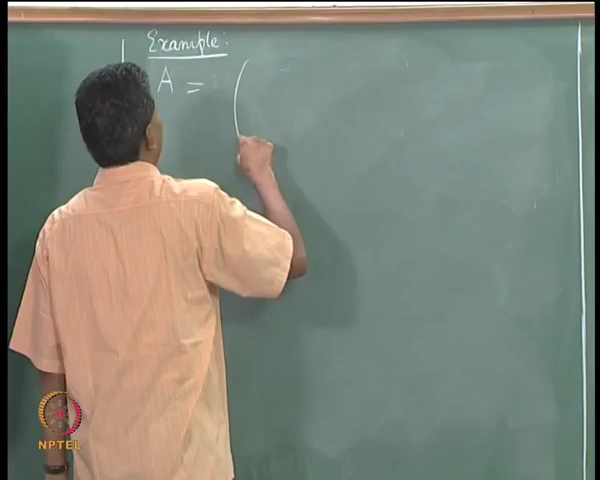 Example:
A = (
NPTEL